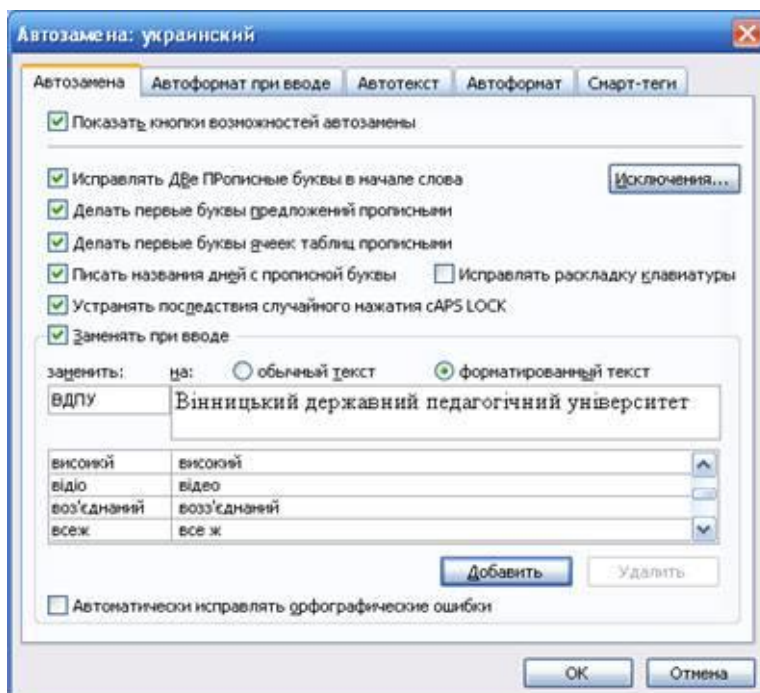 Автозамена: украинский
Автозамена Автоформат при вводе Автотекст Автоформат Смарт-теги
Показать кнопки возможностей автозамены
Исправлять ДВе ПРописные буквы в начале слова Исключения...
Делать первые буквы предложений прописными
Делать первые буквы ячеек таблиц прописными
Писать названия дней с прописной буквы Исправлять раскладку клавиатуры
Устранять последствия случайного нажатия cAPS LOCK
Заменять при вводе
заменить: на: обычный текст форматированный текст
ВДПУ Вінницький державний педагогічний університет
висоикй високий
відіо відео
воз'єднаний возз'єднаний
всеж все ж
Добавить Удалить
Автоматически исправлять орфографические ошибки
ОК Отмена